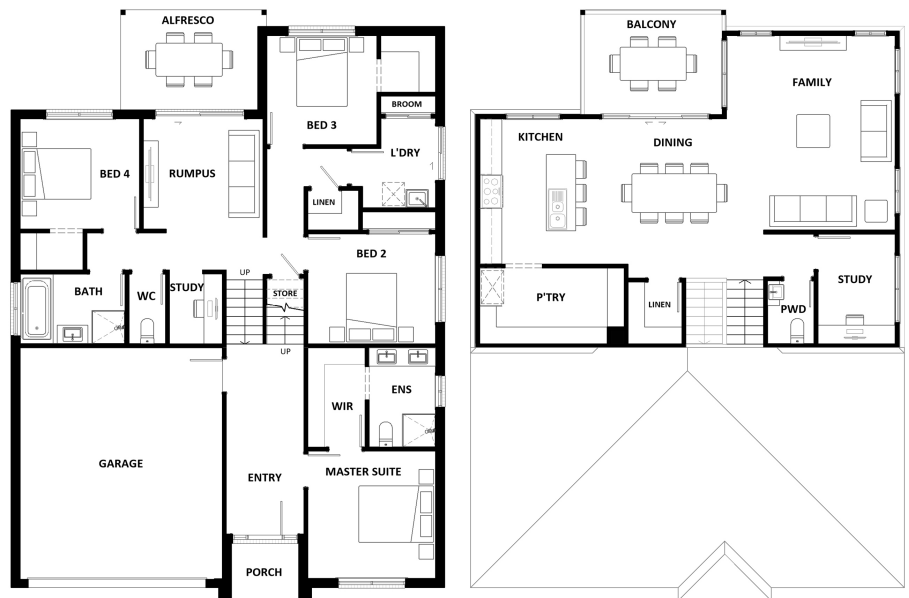 ALFRESCO
BED 3
BROOM
L'DRY
BED 4
RUMPUS
LINEN
BED 2
UP
STORE
BATH
WC
STUDY
UP
WIR
ENS
GARAGE
ENTRY
MASTER SUITE
PORCH
BALCONY
FAMILY
KITCHEN
DINING
STUDY
P'TRY
LINEN
PWD